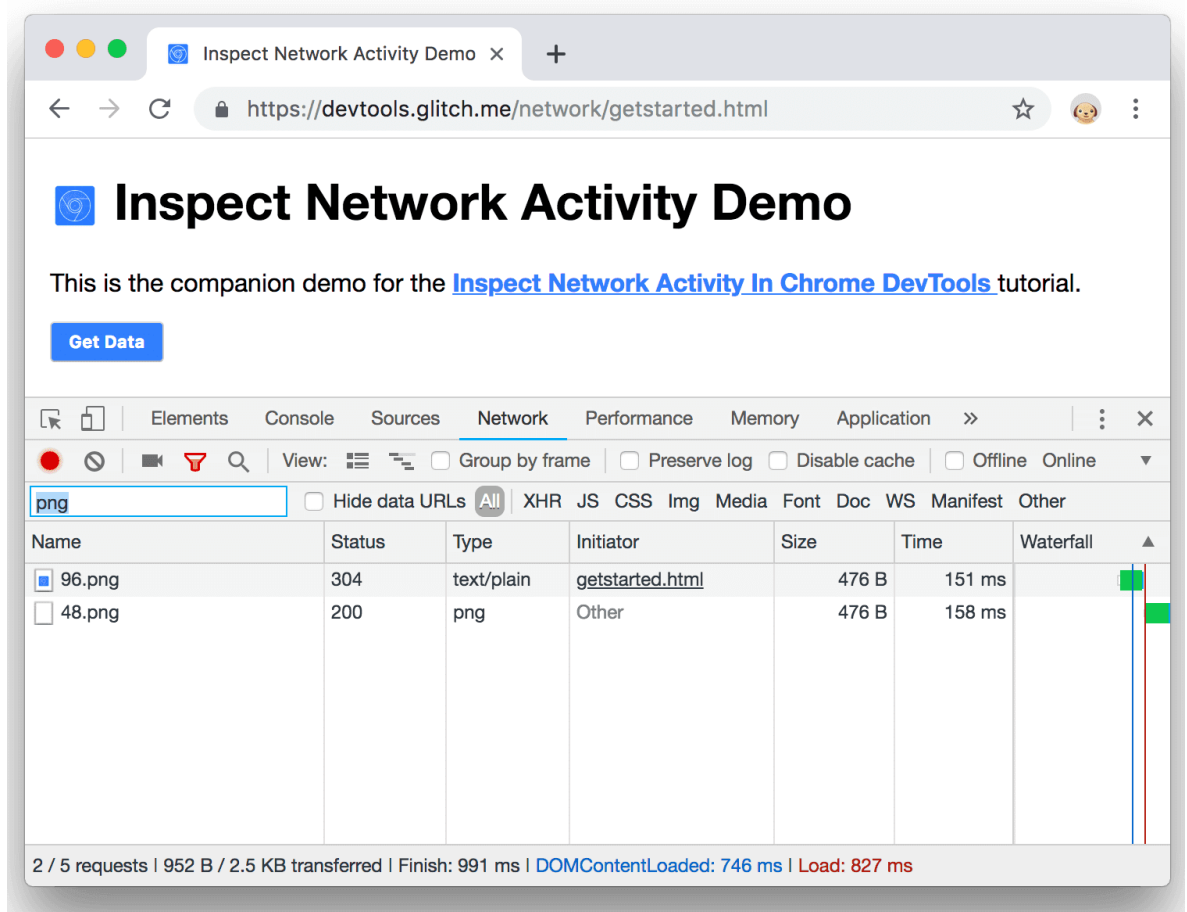 Inspect Network Activity Demo
https://devtools.glitch.me/network/getstarted.html
Inspect Network Activity Demo
This is the companion demo for the Inspect Network Activity In Chrome DevTools tutorial.
Get Data
Elements Console Sources Network Performance Memory Application
View: Group by frame Preserve log Disable cache Offline Online
png Hide data URLs All XHR JS CSS Img Media Font Doc WS Manifest Other
Name Status Type Initiator Size Time Waterfall
96.png 304 text/plain getstarted.html 476 B 151 ms
48.png 200 png Other 476 B 158 ms
2 / 5 requests | 952 B / 2.5 KB transferred | Finish: 991 ms | DOMContentLoaded: 746 ms | Load: 827 ms